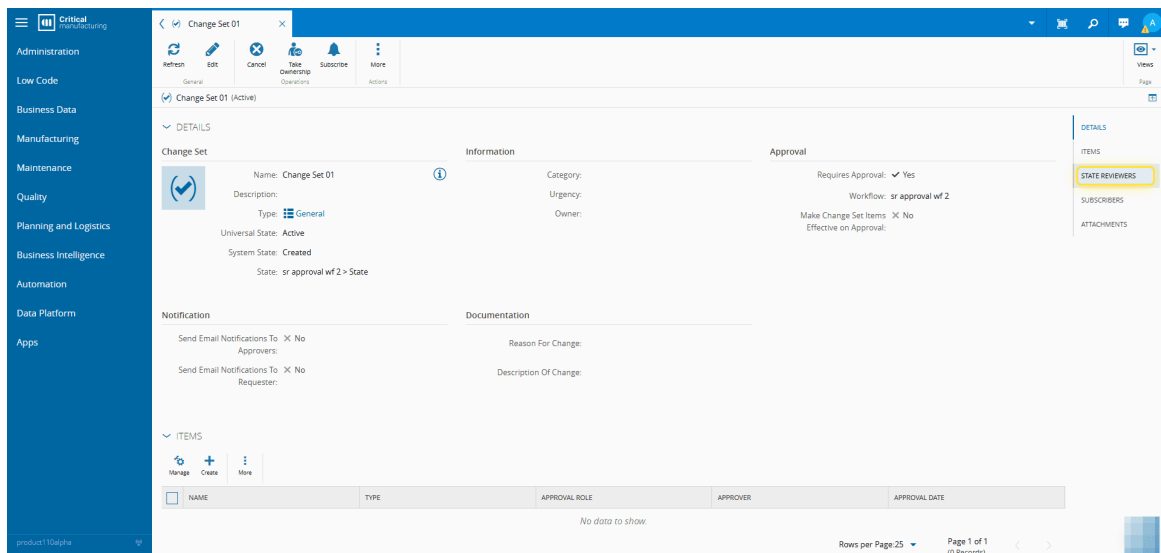 Critical
manufacturing
Change Set 01
A
Administration
Low Code
Business Data
Manufacturing
Maintenance
Quality
Planning and Logistics
Business Intelligence
Automation
Data Platform
Apps
product110alpha
Refresh
Edit
Cancel
Take
Ownership
Subscribe
More
Views
General
Operations
Actions
Page
Change Set 01 (Active)
DETAILS
Change Set
Name: Change Set 01
Description:
Type: General
Universal State: Active
System State: Created
State: sr approval wf 2 > State
Information
Category:
Urgency:
Owner:
Approval
Requires Approval: Yes
Workflow: sr approval wf 2
Make Change Set Items No
Effective on Approval:
Notification
Send Email Notifications To No
Approvers:
Send Email Notifications To No
Requester:
Documentation
Reason For Change:
Description Of Change:
ITEMS
Manage
Create
More
NAME TYPE APPROVAL ROLE APPROVER APPROVAL DATE
No data to show.
Rows per Page:25 Page 1 of 1
(0 Records)
DETAILS
ITEMS
STATE REVIEWERS
SUBSCRIBERS
ATTACHMENTS